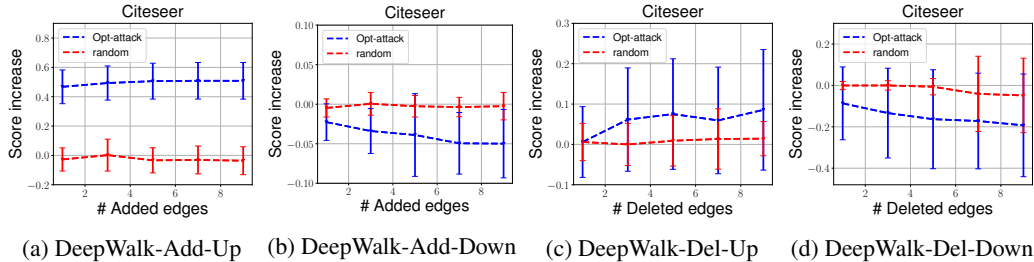 Citeseer
Score increase
0.8
0.6
0.4
0.2
0.0
−0.2
Opt-attack
random
2 4 6 8
# Added edges
(a) DeepWalk-Add-Up
Citeseer
Score increase
0.10
0.05
0.00
−0.05
−0.10
Opt-attack
random
2 4 6 8
# Added edges
(b) DeepWalk-Add-Down
Citeseer
Score increase
0.3
0.2
0.1
0.0
0.1
Opt-attack
random
2 4 6 8
# Deleted edges
(c) DeepWalk-Del-Up
Citeseer
Score increase
0.2
0.0
−0.2
−0.4
Opt-attack
random
2 4 6 8
# Deleted edges
(d) DeepWalk-Del-Down